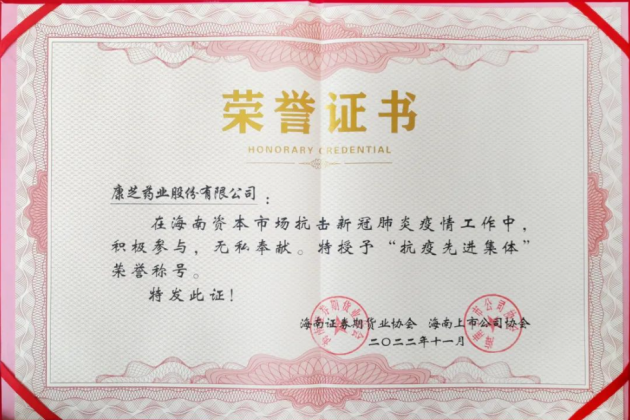 荣誉证书
HONORARY CREDENTIAL
康芝药业股份有限公司：
在海南资本市场抗击新冠肺炎疫情工作中，
积极参与，无私奉献。特授予“抗疫先进集体”
荣誉称号。
特发此证！
海南证券期货业协会 海南上市公司协会
二〇二二年十一月